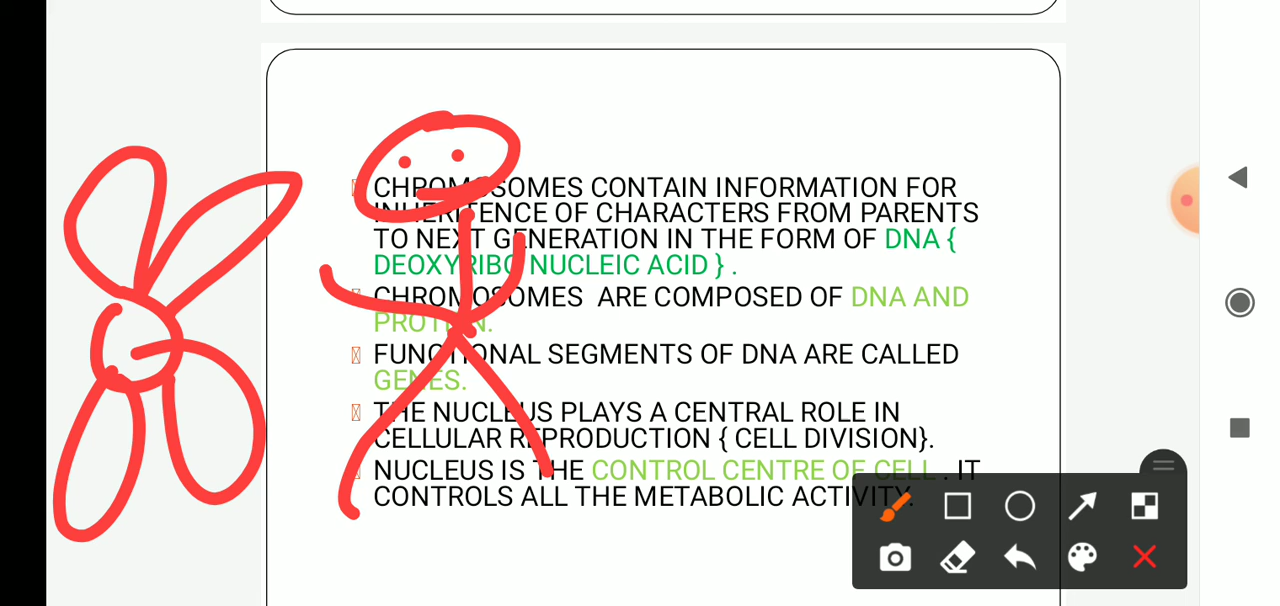 CHROMOSOMES CONTAIN INFORMATION FOR
INHERITENCE OF CHARACTERS FROM PARENTS
TO NEXT GENERATION IN THE FORM OF DNA {
DEOXYRIBO NUCLEIC ACID } .
CHROMOSOMES ARE COMPOSED OF DNA AND
PROTEIN.
FUNCTIONAL SEGMENTS OF DNA ARE CALLED
GENES.
THE NUCLEUS PLAYS A CENTRAL ROLE IN
CELLULAR REPRODUCTION { CELL DIVISION}.
NUCLEUS IS THE CONTROL CENTRE OF CELL . IT
CONTROLS ALL THE METABOLIC ACTIVITY.